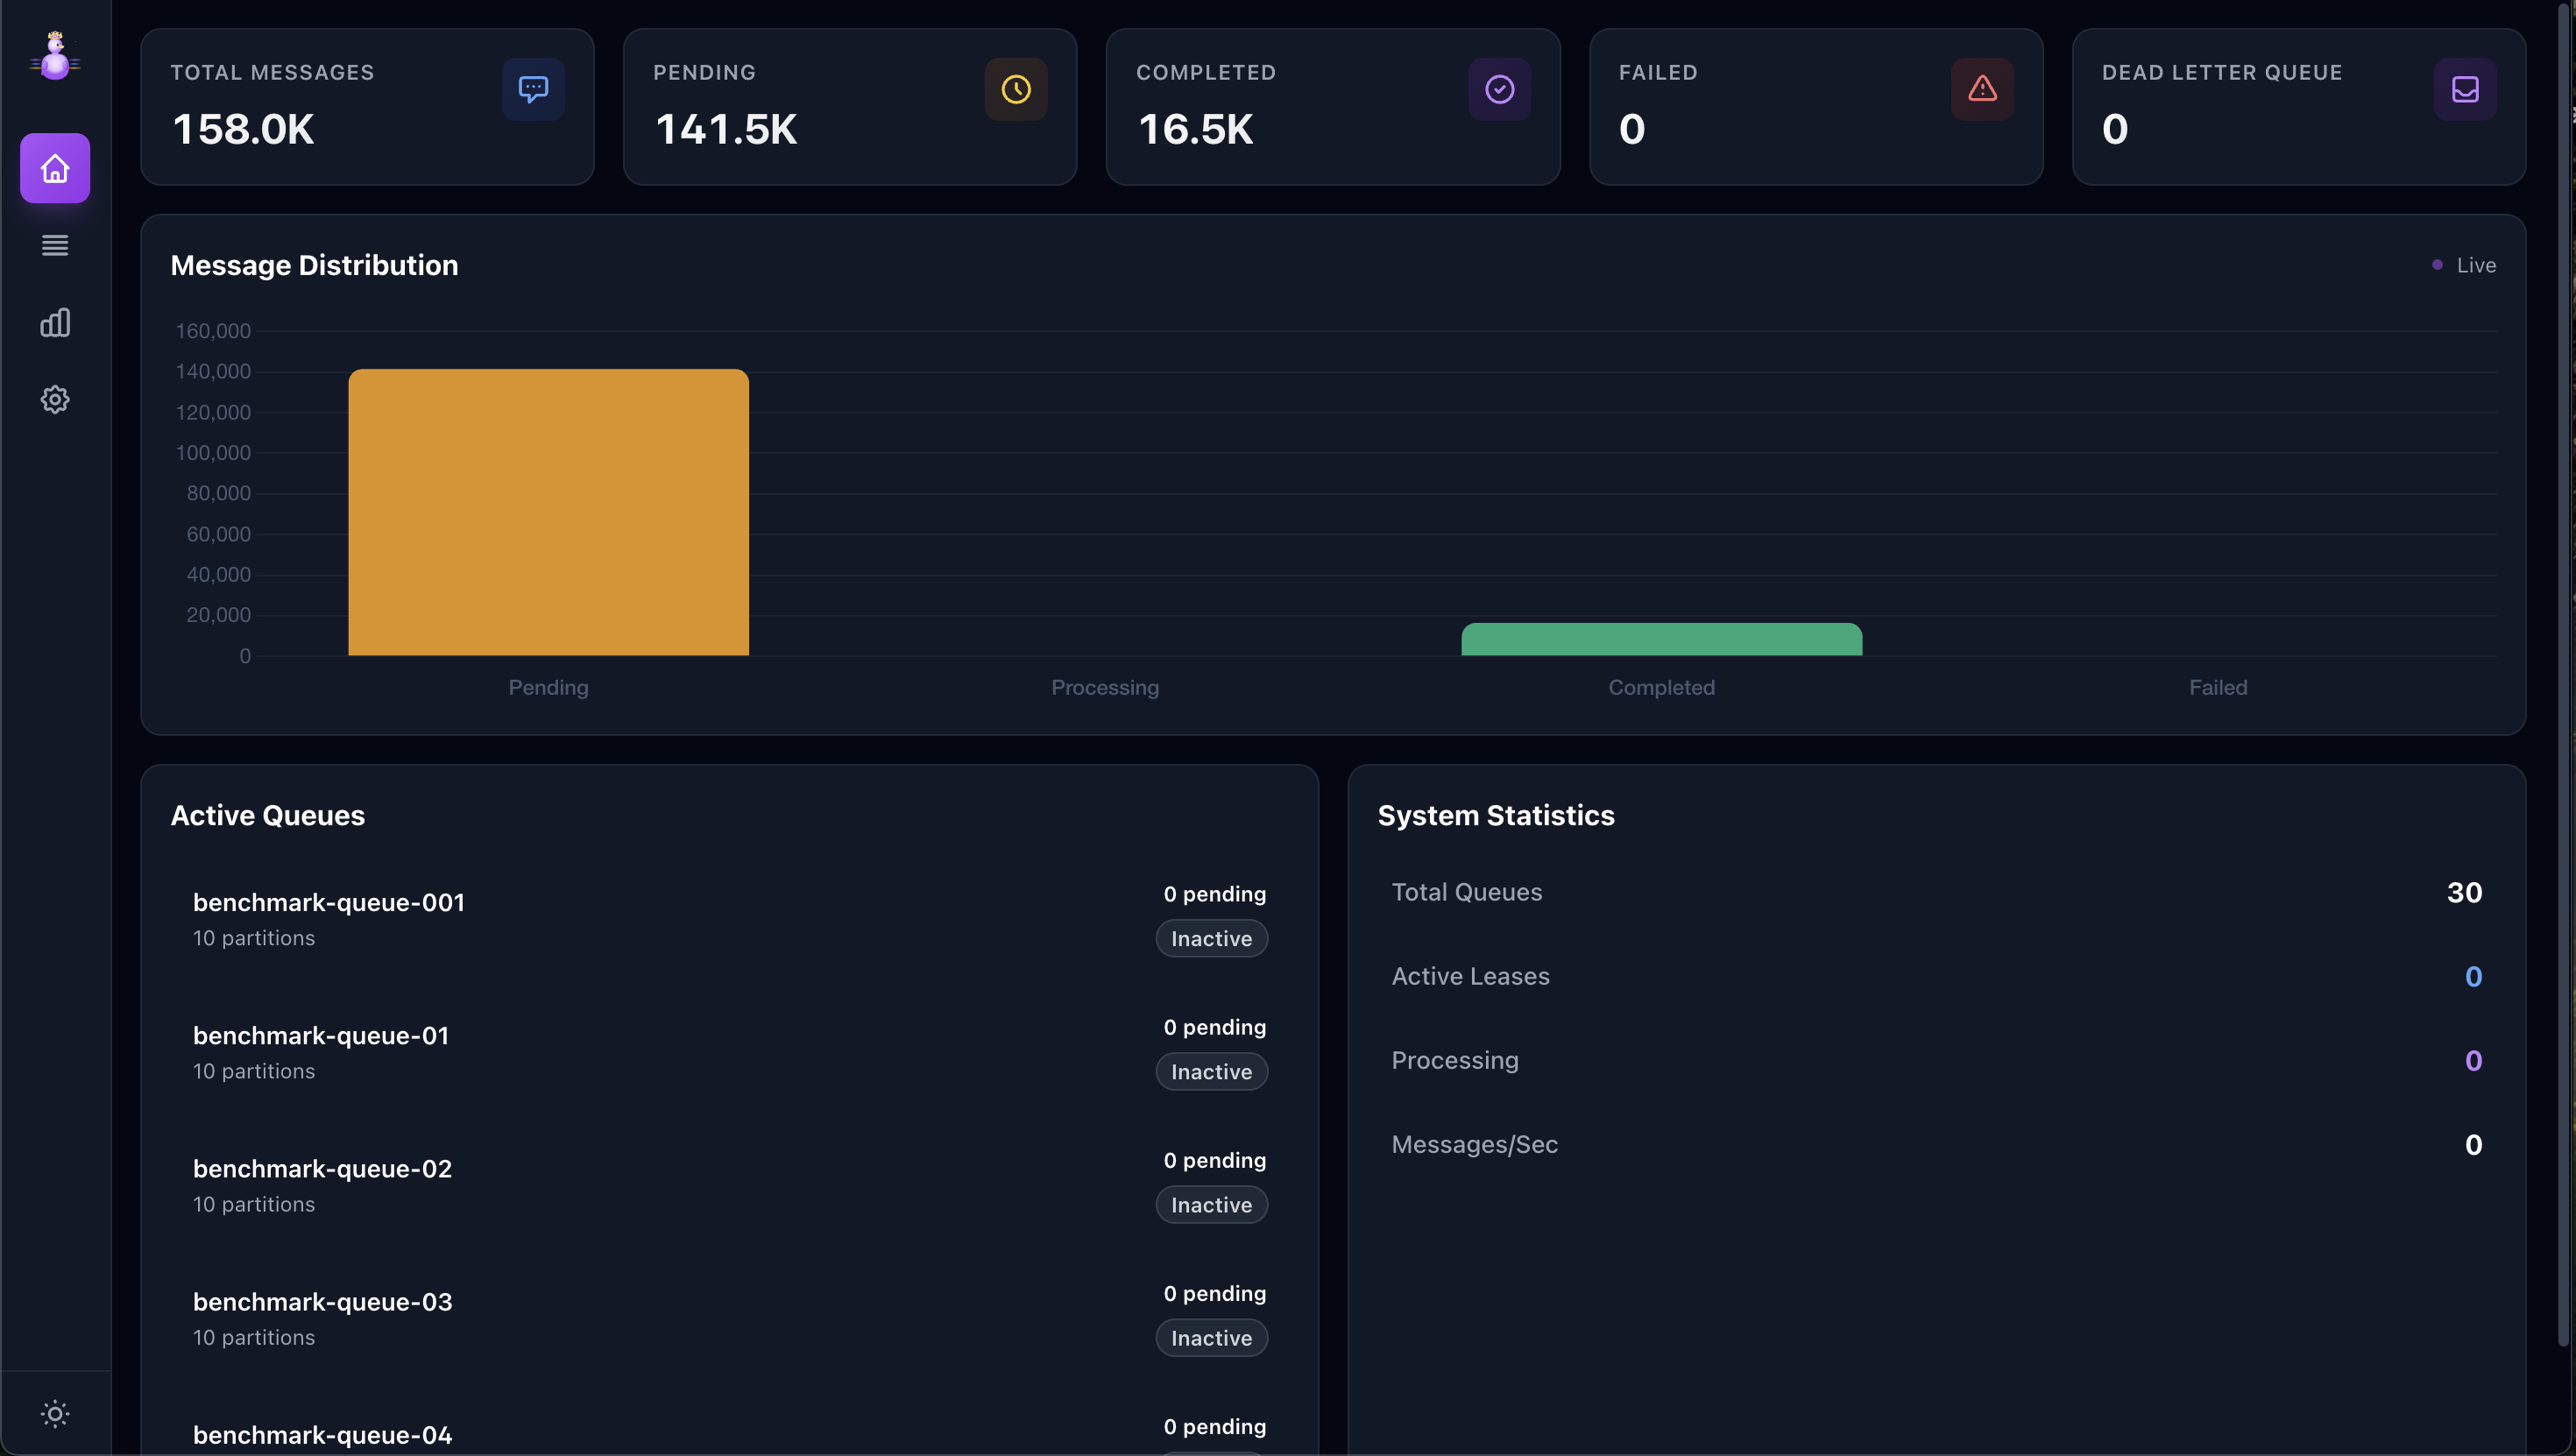 TOTAL MESSAGES
158.0K
PENDING
141.5K
COMPLETED
16.5K
FAILED
0
DEAD LETTER QUEUE
0
Message Distribution
Live
160,000
140,000
120,000
100,000
80,000
60,000
40,000
20,000
0
Pending Processing Completed Failed
Active Queues
benchmark-queue-001
10 partitions
0 pending
Inactive
benchmark-queue-01
10 partitions
0 pending
Inactive
benchmark-queue-02
10 partitions
0 pending
Inactive
benchmark-queue-03
10 partitions
0 pending
Inactive
benchmark-queue-04
0 pending
System Statistics
Total Queues 30
Active Leases 0
Processing 0
Messages/Sec 0